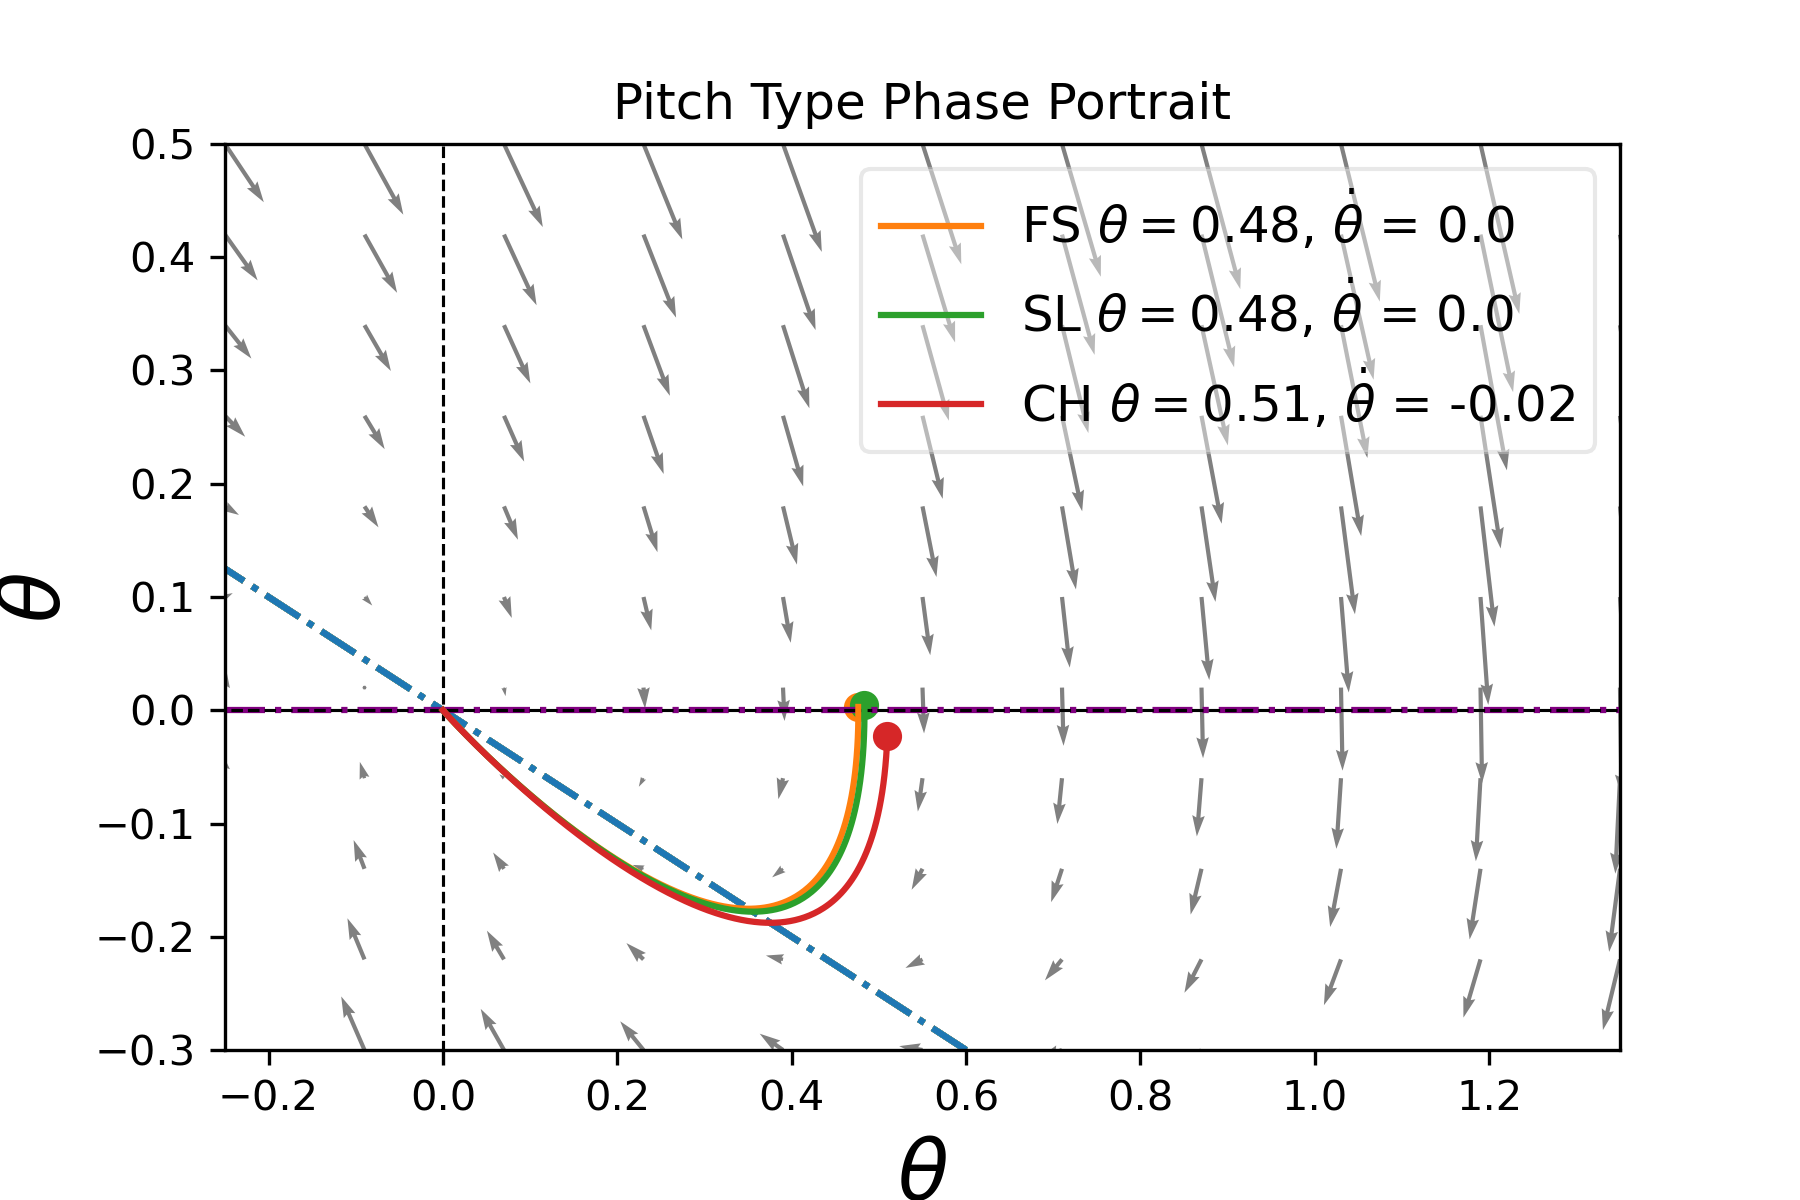 Pitch Type Phase Portrait
0.5
0.4
0.3
0.2
0.1
0.0
−0.1
−0.2
−0.3
θ̇
FS θ = 0.48, θ̇ = 0.0
SL θ = 0.48, θ̇ = 0.0
CH θ = 0.51, θ̇ = -0.02
−0.2 0.0 0.2 0.4 0.6 0.8 1.0 1.2
θ